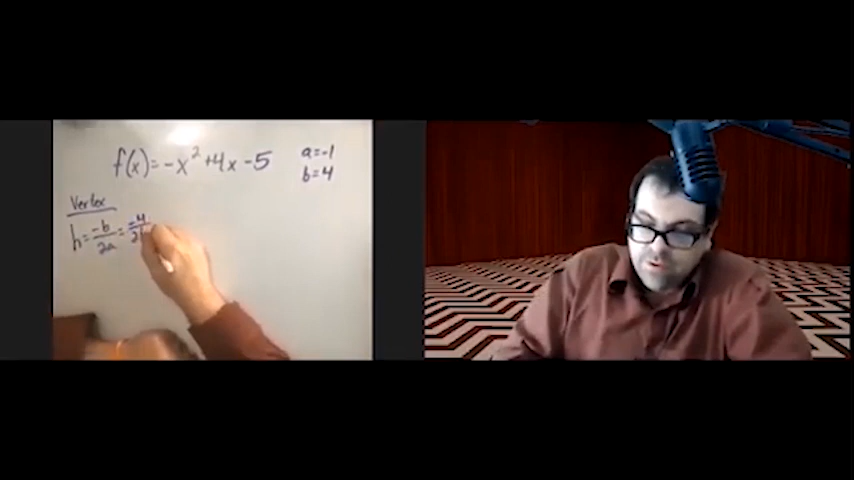 f(x) = -x² + 4x - 5
a = -1
b = 4
Vertex
h = -b/2a = -4/2(